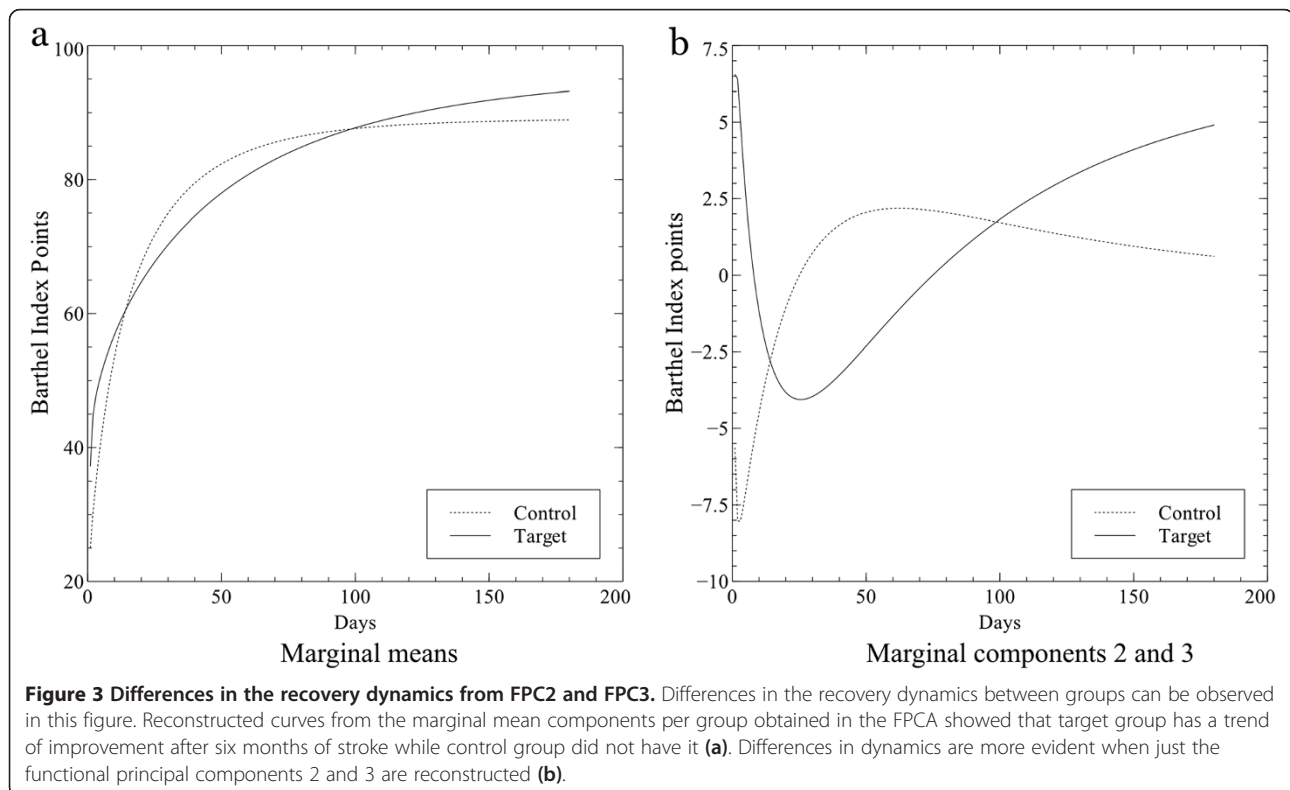 a
100
80
60
40
20
Barthel Index Points
0
50
100
150
200
Days
Control
Target
Marginal means
b
7.5
5
2.5
0
−2.5
−5
−7.5
−10
Barthel Index points
0
50
100
150
200
Days
Control
Target
Marginal components 2 and 3
Figure 3 Differences in the recovery dynamics from FPC2 and FPC3. Differences in the recovery dynamics between groups can be observed
in this figure. Reconstructed curves from the marginal mean components per group obtained in the FPCA showed that target group has a trend
of improvement after six months of stroke while control group did not have it (a). Differences in dynamics are more evident when just the
functional principal components 2 and 3 are reconstructed (b).